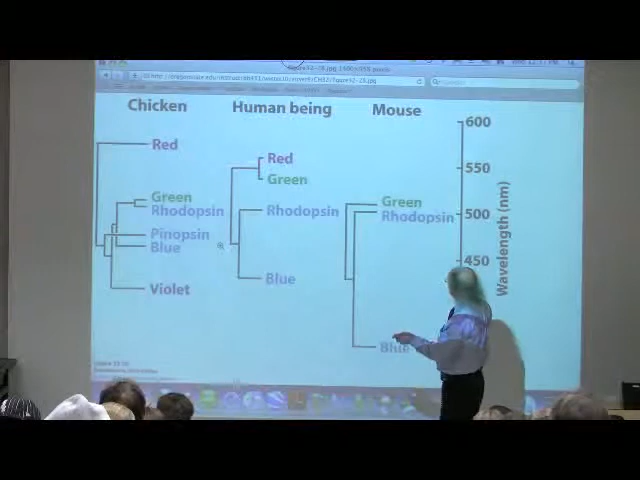 Chicken
Human being
Mouse
Red
Green
Rhodopsin
Pinopsin
Blue
Violet
Red
Green
Rhodopsin
Blue
Green
Rhodopsin
Blue
600
550
500
450
Wavelength (nm)